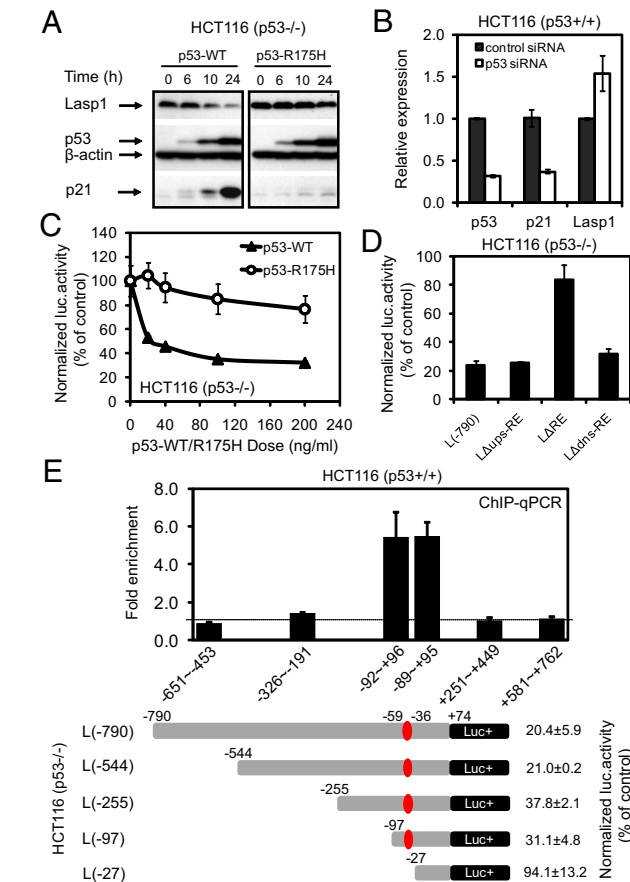 A
HCT116 (p53-/-)
p53-WT p53-R175H
Time (h) 0 6 10 24 0 6 10 24
Lasp1
p53
β-actin
p21
B
HCT116 (p53+/+)
control siRNA
p53 siRNA
Relative expression
2.0
1.5
1.0
0.5
0.0
p53 p21 Lasp1
C
p53-WT
p53-R175H
Normalized luc.activity
(% of control)
140
120
100
80
60
40
20
0
HCT116 (p53-/-)
0 40 80 120 160 200 240
p53-WT/R175H Dose (ng/ml)
D
HCT116 (p53-/-)
Normalized luc.activity
(% of control)
100
80
60
40
20
0
L(-790) LΔups-RE LΔRE LΔdns-RE
E
HCT116 (p53+/+)
ChIP-qPCR
Fold enrichment
8.0
6.0
4.0
2.0
0.0
-651~-453 -326~-191 -92~+96 -89~+95 +251~+449 +581~+762
HCT116 (p53-/-)
-790 -59 -36 +74
L(-790) Luc+ 20.4±5.9
-544
L(-544) Luc+ 21.0±0.2
-255
L(-255) Luc+ 37.8±2.1
-97
L(-97) Luc+ 31.1±4.8
-27
L(-27) Luc+ 94.1±13.2
Normalized luc.activity
(% of control)